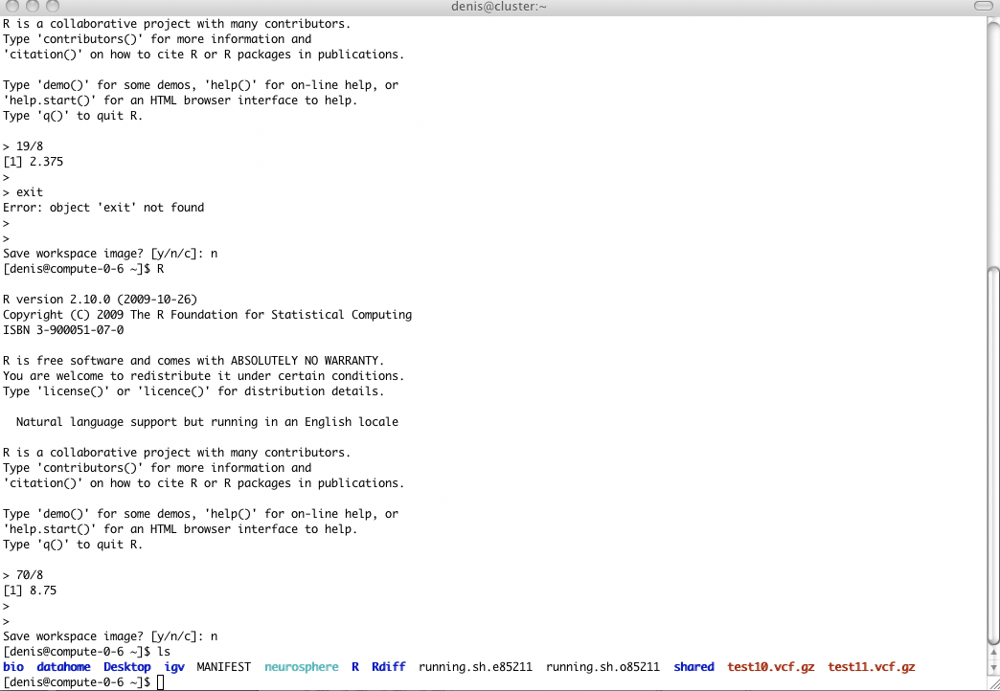 denis@cluster:~
R is a collaborative project with many contributors.
Type 'contributors()' for more information and
'citation()' on how to cite R or R packages in publications.
Type 'demo()' for some demos, 'help()' for on-line help, or
'help.start()' for an HTML browser interface to help.
Type 'q()' to quit R.
> 19/8
[1] 2.375
>
> exit
Error: object 'exit' not found
>
>
Save workspace image? [y/n/c]: n
[denis@compute-0-6 ~]$ R
R version 2.10.0 (2009-10-26)
Copyright (C) 2009 The R Foundation for Statistical Computing
ISBN 3-900051-07-0
R is free software and comes with ABSOLUTELY NO WARRANTY.
You are welcome to redistribute it under certain conditions.
Type 'license()' or 'licence()' for distribution details.
Natural language support but running in an English locale
R is a collaborative project with many contributors.
Type 'contributors()' for more information and
'citation()' on how to cite R or R packages in publications.
Type 'demo()' for some demos, 'help()' for on-line help, or
'help.start()' for an HTML browser interface to help.
Type 'q()' to quit R.
> 70/8
[1] 8.75
>
>
Save workspace image? [y/n/c]: n
[denis@compute-0-6 ~]$ ls
bio datahome Desktop igv MANIFEST neurosphere R Rdiff running.sh.e85211 running.sh.o85211 shared test10.vcf.gz test11.vcf.gz
[denis@compute-0-6 ~]$